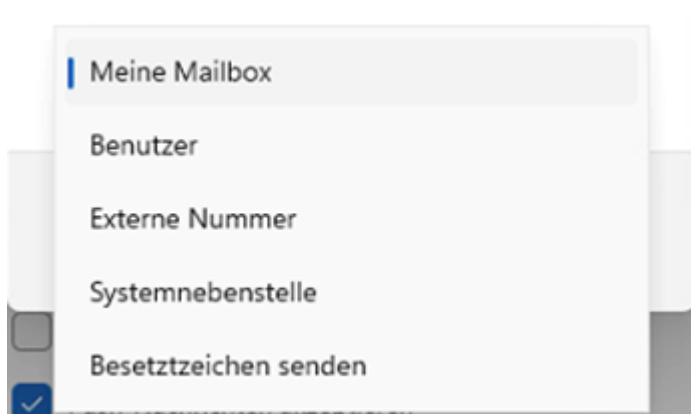 Meine Mailbox
Benutzer
Externe Nummer
Systemnebenstelle
Besetztzeichen senden